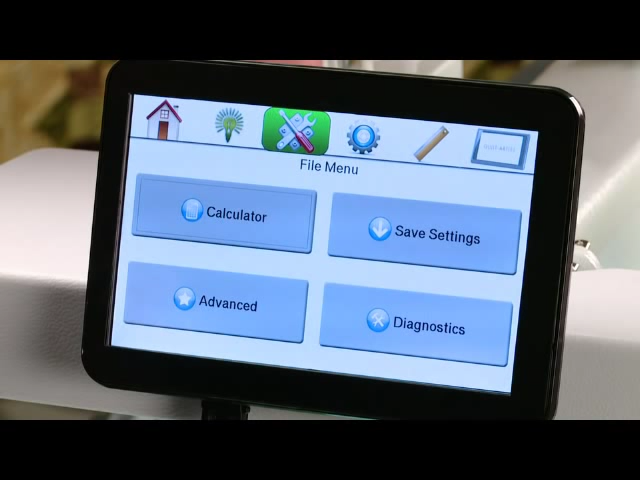 File Menu
Calculator
Save Settings
Advanced
Diagnostics